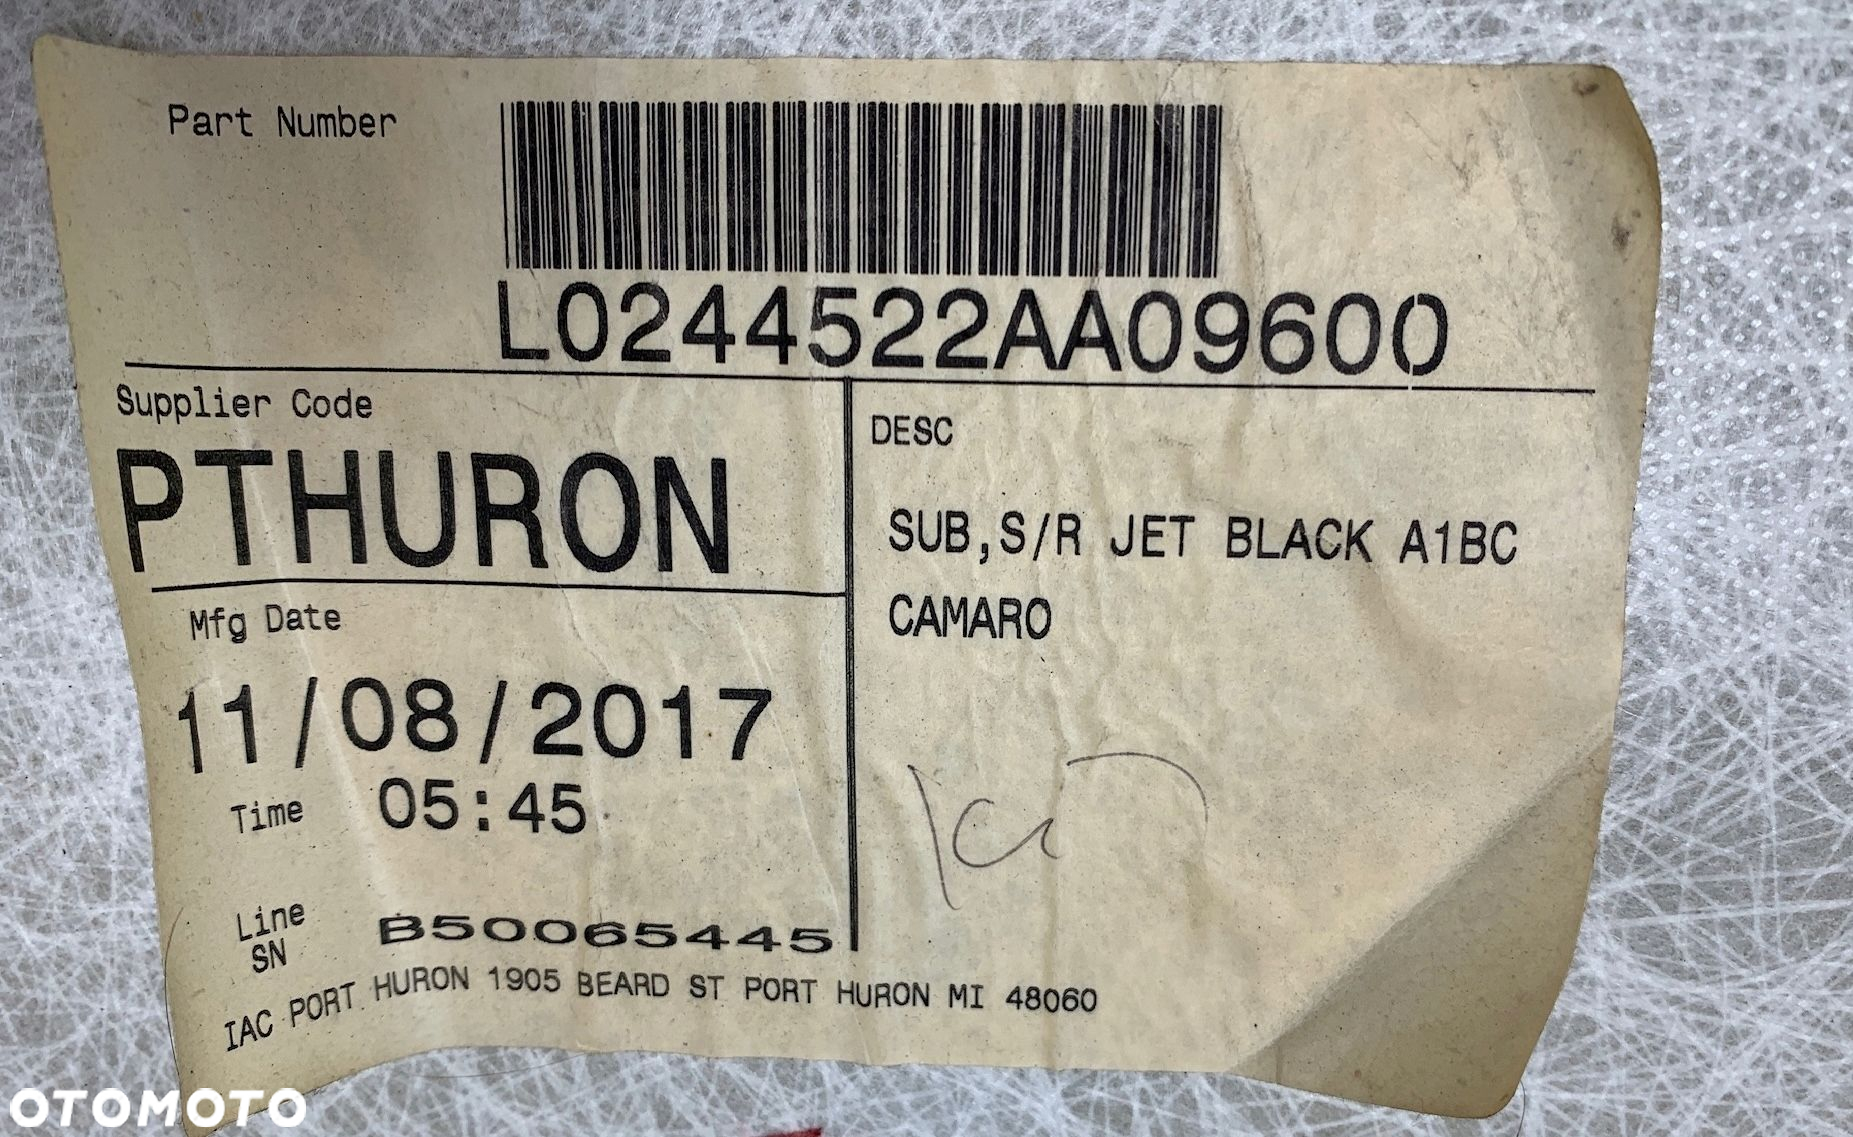 Part Number
L0244522AA09600
Supplier Code
PTHURON
DESC
SUB,S/R JET BLACK A1BC
CAMARO
Mfg Date
11/08/2017
Time 05:45
Line
SN B50065445
IAC PORT HURON 1905 BEARD ST PORT HURON MI 48060
OTOMOTO